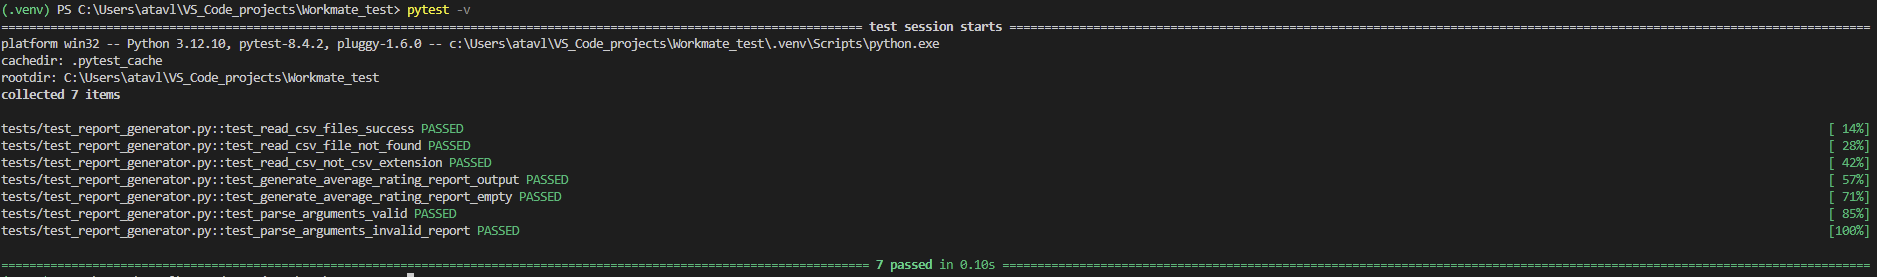 (.venv) PS C:\Users\atavl\VS_Code_projects\Workmate_test> pytest -v
test session starts
platform win32 -- Python 3.12.10, pytest-8.4.2, pluggy-1.6.0 -- c:\Users\atavl\VS_Code_projects\Workmate_test\.venv\Scripts\python.exe
cachedir: .pytest_cache
rootdir: C:\Users\atavl\VS_Code_projects\Workmate_test
collected 7 items
tests/test_report_generator.py::test_read_csv_files_success PASSED [ 14%]
tests/test_report_generator.py::test_read_csv_file_not_found PASSED [ 28%]
tests/test_report_generator.py::test_read_csv_not_csv_extension PASSED [ 42%]
tests/test_report_generator.py::test_generate_average_rating_report_output PASSED [ 57%]
tests/test_report_generator.py::test_generate_average_rating_report_empty PASSED [ 71%]
tests/test_report_generator.py::test_parse_arguments_valid PASSED [ 85%]
tests/test_report_generator.py::test_parse_arguments_invalid_report PASSED [100%]
7 passed in 0.10s